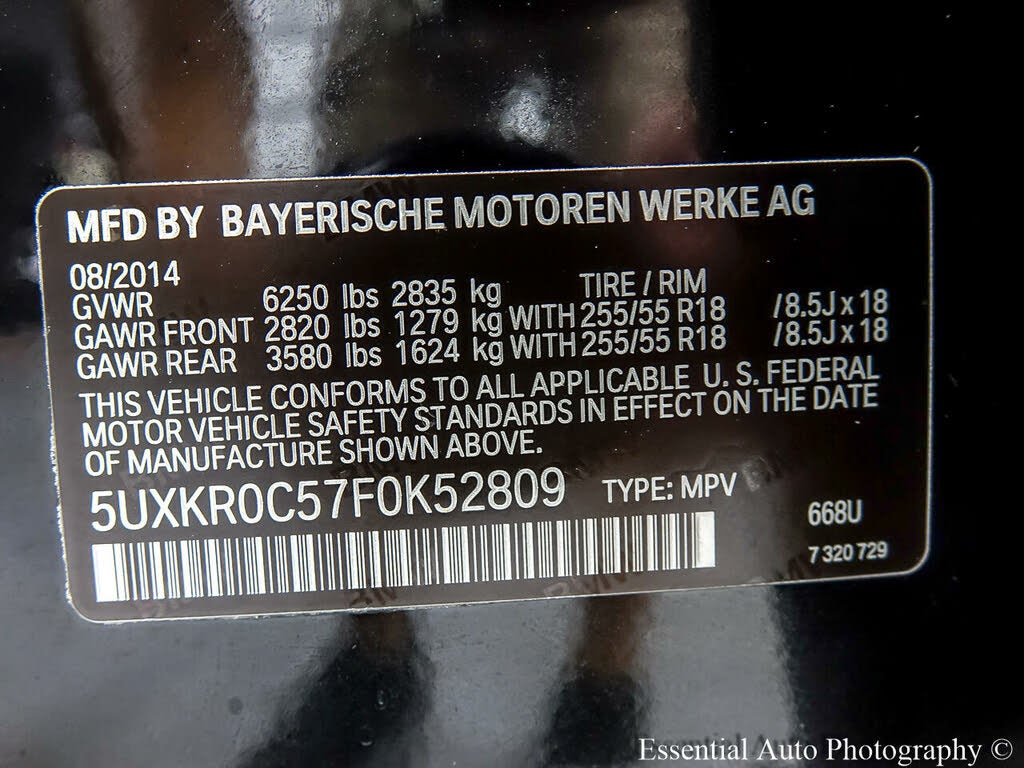 MFD BY BAYERISCHE MOTOREN WERKE AG
08/2014 TIRE / RIM
GVWR 6250 lbs 2835 kg
GAWR FRONT 2820 lbs 1279 kg WITH 255/55 R18 /8.5J x 18
GAWR REAR 3580 lbs 1624 kg WITH 255/55 R18 /8.5J x 18
THIS VEHICLE CONFORMS TO ALL APPLICABLE U. S. FEDERAL
MOTOR VEHICLE SAFETY STANDARDS IN EFFECT ON THE DATE
OF MANUFACTURE SHOWN ABOVE.
5UXKR0C57F0K52809 TYPE: MPV
668U
7 320 729
Essential Auto Photography ©